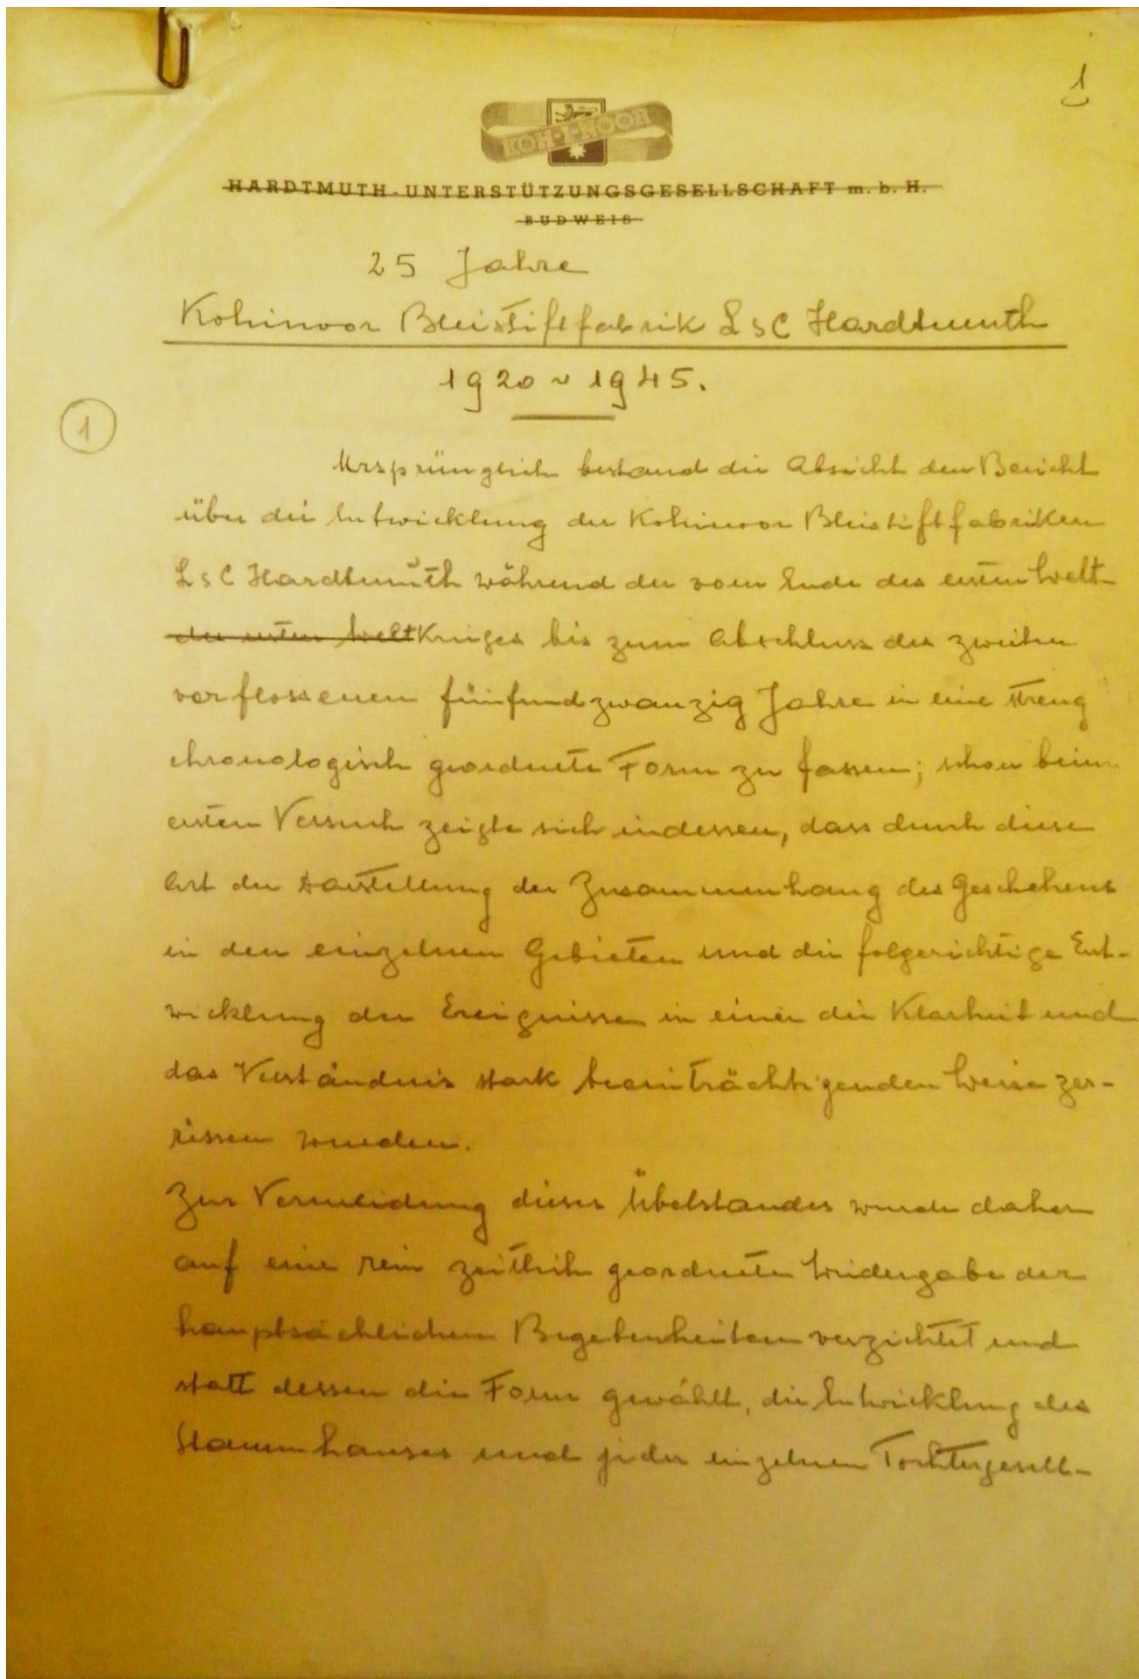 1
KOH-I-NOOR
HARDTMUTH-UNTERSTÜTZUNGSGESELLSCHAFT m. b. H.
BUDWEIS
25 Jahre
Kohinoor Bleistiftfabrik L&C Hardtmuth
1920 ~ 1945.
1
Ursprünglich bestand die Absicht den Bericht
über die Entwicklung der Kohinoor Bleistiftfabriken
L&C Hardtmuth während der vom Ende des ersten Welt-
des ersten Weltkrieges bis zum Abschluss des zweiten
verflossenen fünfundzwanzig Jahre in eine streng
chronologisch geordnete Form zu fassen; schon beim
ersten Versuch zeigte sich indessen, dass durch diese
Art der Darstellung der Zusammenhang des Geschehens
in den einzelnen Gebieten und die folgerichtige Ent-
wicklung der Ereignisse in einer die Klarheit und
das Verständnis stark beeinträchtigenden Weise zer-
rissen wurden.
Zur Vermeidung dieses Übelstandes wurde daher
auf eine rein zeitlich geordnete Wiedergabe der
hauptsächlichen Begebenheiten verzichtet und
statt dessen die Form gewählt, die Entwicklung des
Stammhauses und jeder einzelnen Tochtergesell-